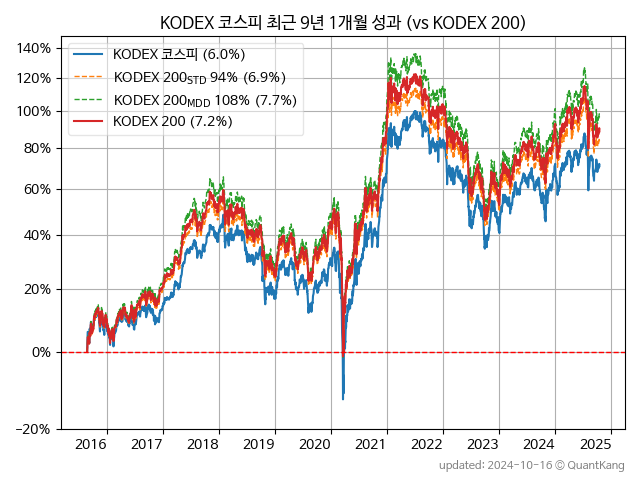 KODEX 코스피 최근 9년 1개월 성과 (vs KODEX 200)
140%
120%
100%
80%
60%
40%
20%
0%
−20%
KODEX 코스피 (6.0%)
KODEX 200STD 94% (6.9%)
KODEX 200MDD 108% (7.7%)
KODEX 200 (7.2%)
2016 2017 2018 2019 2020 2021 2022 2023 2024 2025
updated: 2024-10-16 © QuantKang